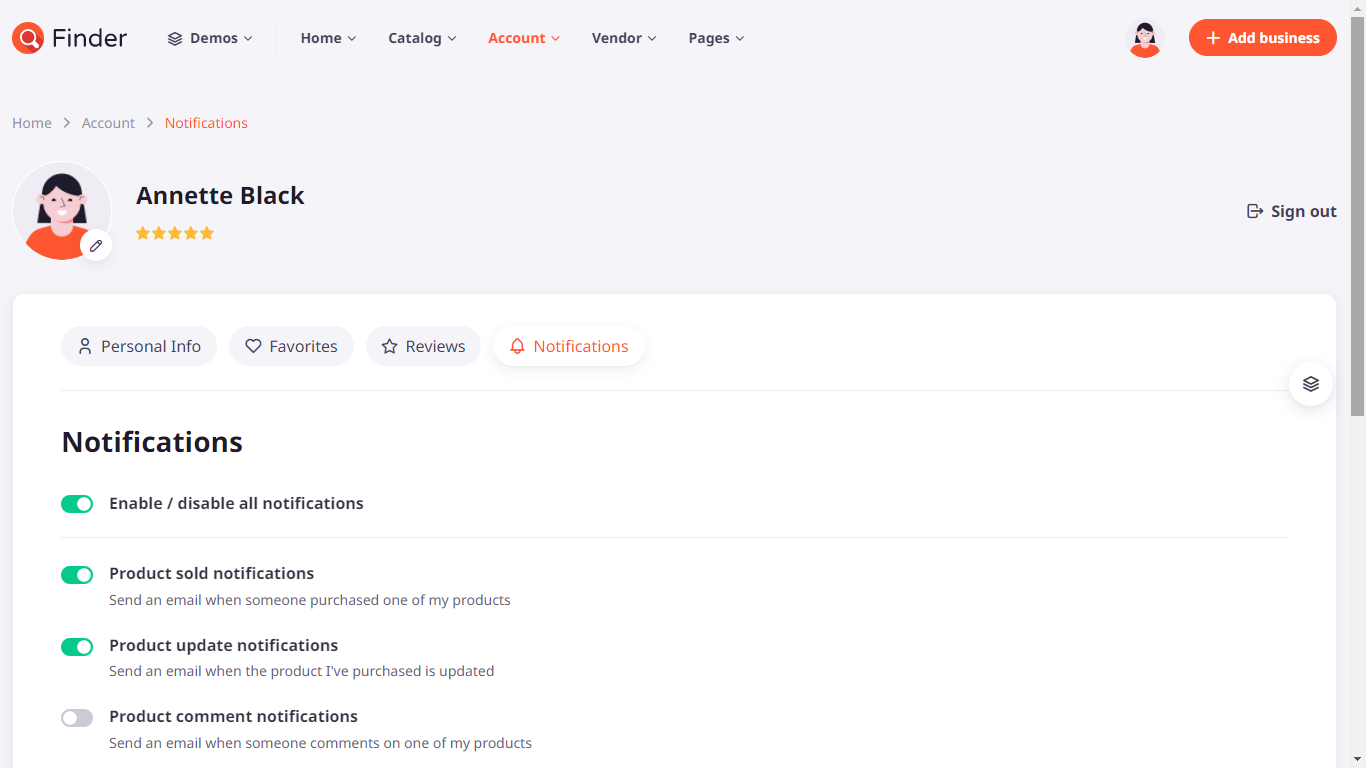 Finder
Demos
Home
Catalog
Account
Vendor
Pages
Add business
Home
Account
Notifications
Annette Black
Sign out
Personal Info
Favorites
Reviews
Notifications
Notifications
Enable / disable all notifications
Product sold notifications
Send an email when someone purchased one of my products
Product update notifications
Send an email when the product I've purchased is updated
Product comment notifications
Send an email when someone comments on one of my products